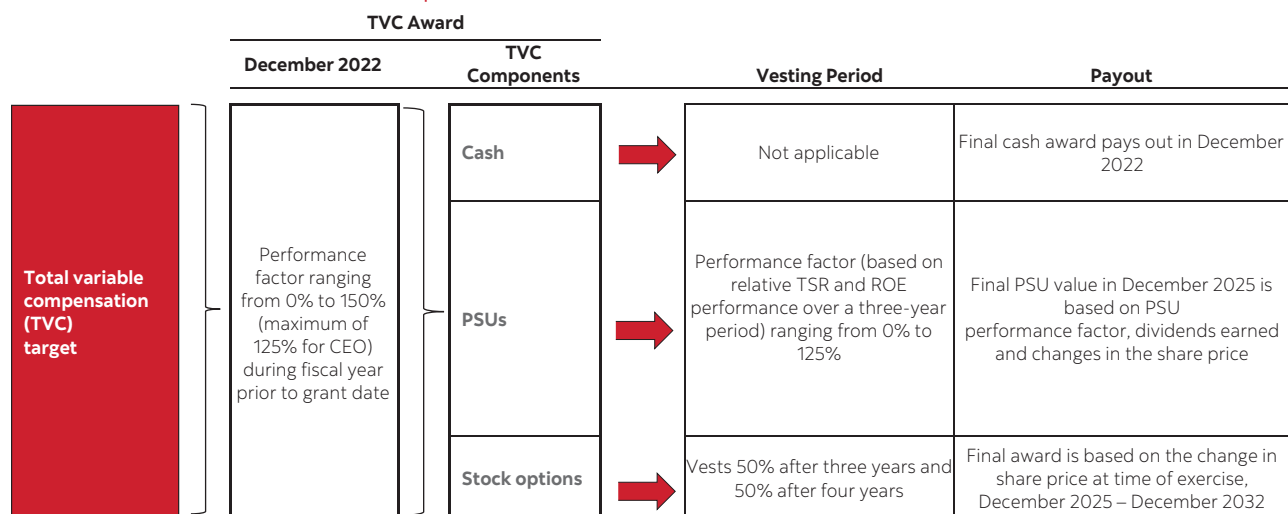 TVC Award
December 2022
TVC
Components
Vesting Period
Payout
Total variable
compensation
(TVC)
target
Performance
factor ranging
from 0% to 150%
(maximum of
125% for CEO)
during fiscal year
prior to grant date
Cash
Not applicable
Final cash award pays out in December
2022
PSUs
Performance factor (based on
relative TSR and ROE
performance over a three-year
period) ranging from 0% to
125%
Final PSU value in December 2025 is
based on PSU
performance factor, dividends earned
and changes in the share price
Stock options
Vests 50% after three years and
50% after four years
Final award is based on the change in
share price at time of exercise,
December 2025 – December 2032